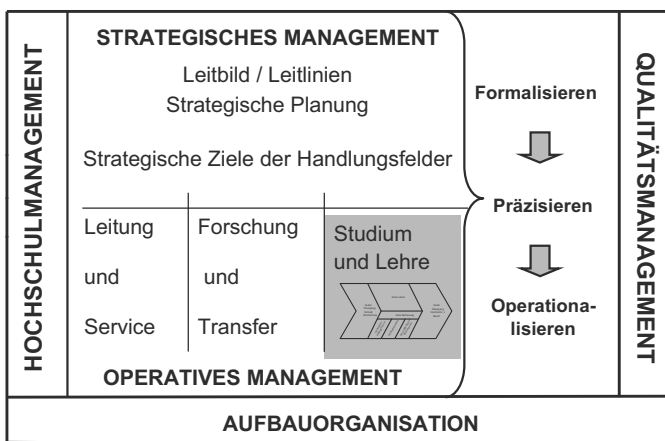 HOCHSCHULMANAGEMENT
STRATEGISCHES MANAGEMENT
Leitbild / Leitlinien
Strategische Planung
Strategische Ziele der Handlungsfelder
Leitung
und
Service
Forschung
und
Transfer
Studium
und Lehre
OPERATIVES MANAGEMENT
Formalisieren
Präzisieren
Operationa-
lisieren
QUALITÄTSMANAGEMENT
AUFBAUORGANISATION